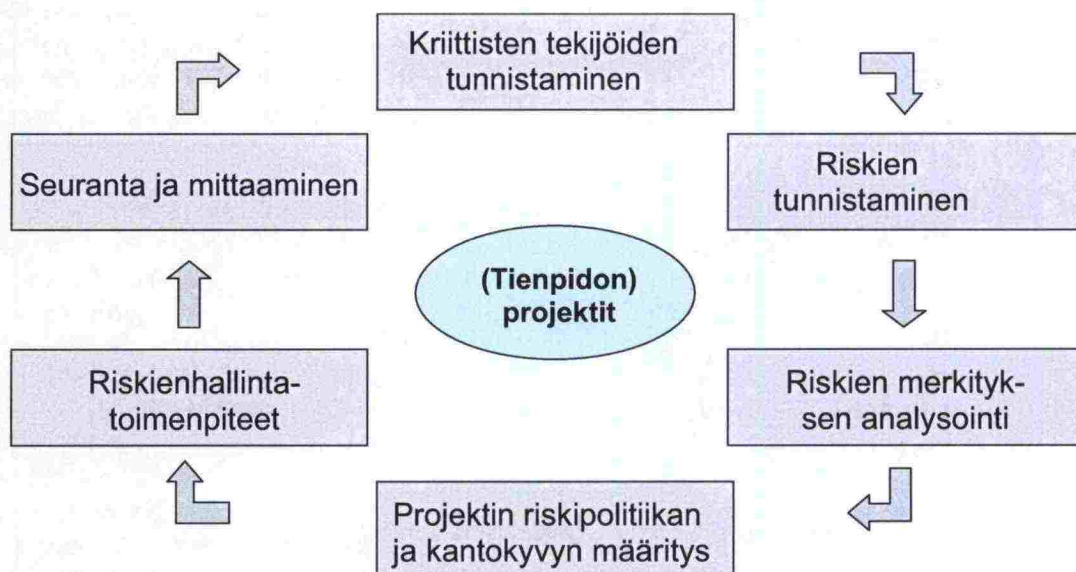 Kriittisten tekijöiden
tunnistaminen
Riskien
tunnistaminen
Riskien merkityk-
sen analysointi
Projektin riskipolitiikan
ja kantokyvyn määritys
Riskienhallinta-
toimenpiteet
Seuranta ja mittaaminen
(Tienpidon)
projektit